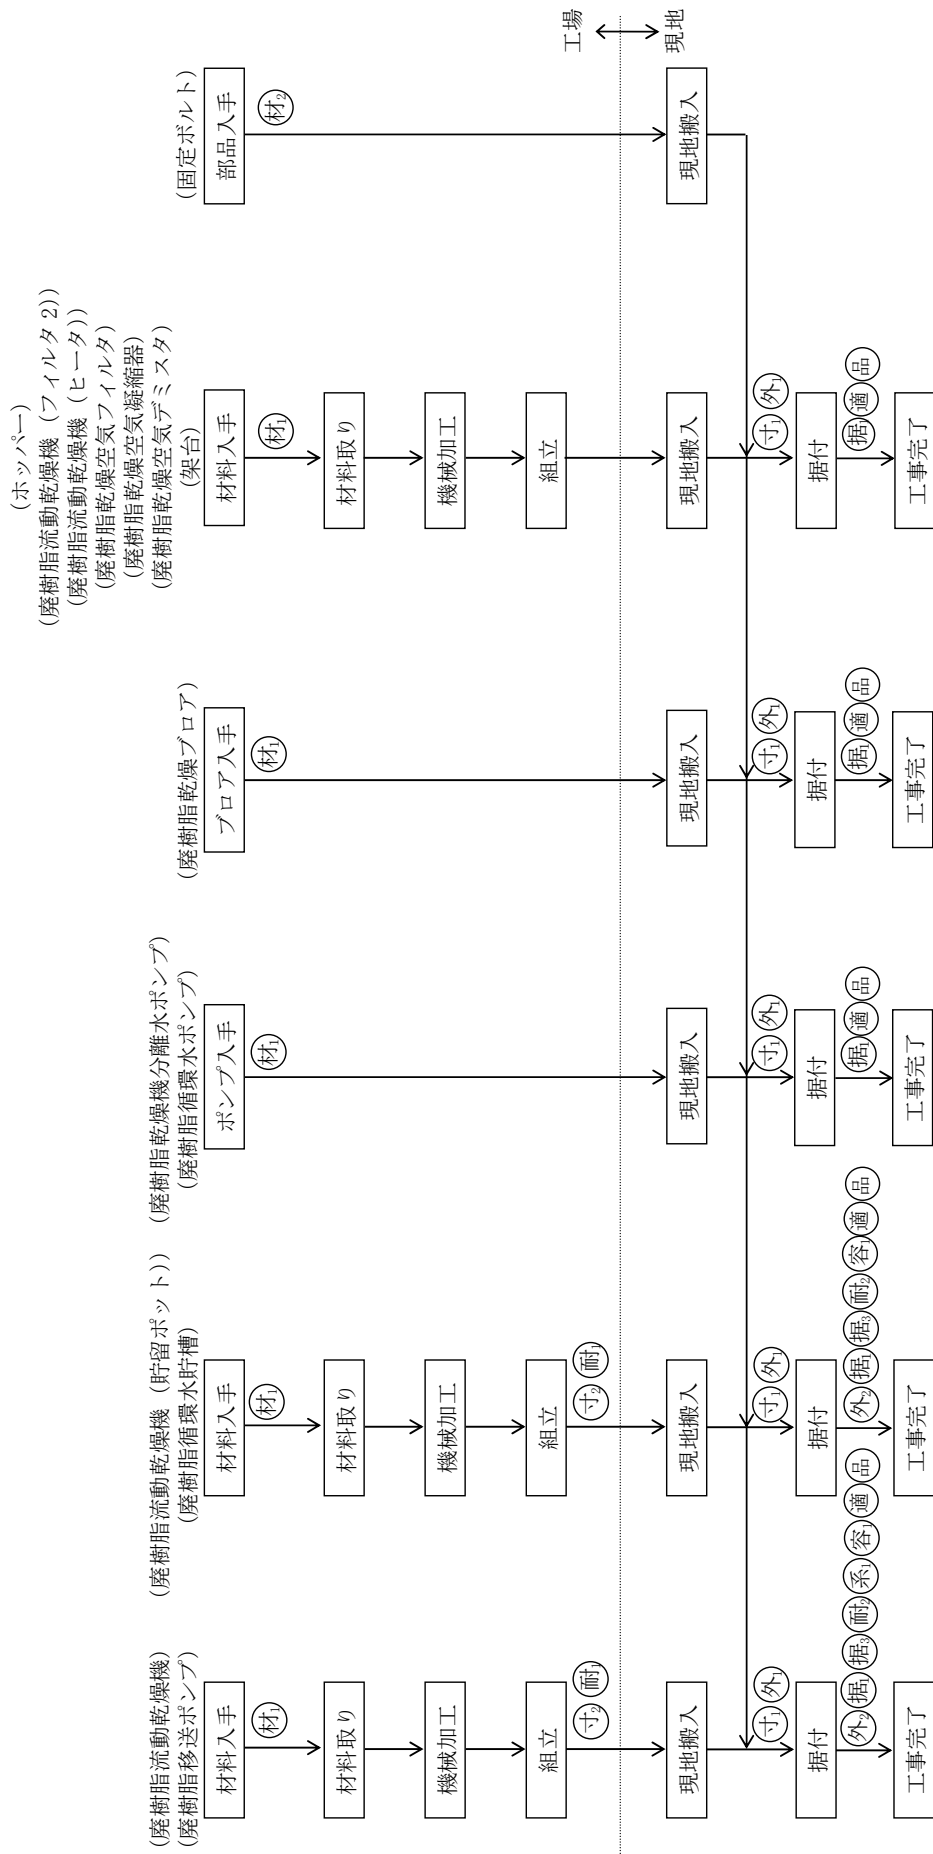 (廃樹脂流動乾燥機)
(廃樹脂移送ポンプ)
材料入手
材1
材料取り
機械加工
組立
寸2 耐1
現地搬入
寸1 外1
据付
外2 据1 据3 耐2 系1 容1 適 品
工事完了
(廃樹脂流動乾燥機（貯留ポット))
(廃樹脂循環水貯槽)
材料入手
材1
材料取り
機械加工
組立
寸2 耐1
現地搬入
寸1 外1
据付
外2 据1 据3 耐2 容1 適 品
工事完了
(廃樹脂乾燥機分離水ポンプ)
(廃樹脂循環水ポンプ)
ポンプ入手
材1
現地搬入
寸1 外1
据付
据1 適 品
工事完了
(廃樹脂乾燥ブロア)
ブロア入手
材1
現地搬入
寸1 外1
据付
据1 適 品
工事完了
(ホッパー)
(廃樹脂流動乾燥機（フィルタ2))
(廃樹脂流動乾燥機（ヒータ))
(廃樹脂乾燥空気フィルタ)
(廃樹脂乾燥空気凝縮器)
(廃樹脂乾燥空気デミスタ)
(架台)
材料入手
材1
材料取り
機械加工
組立
現地搬入
寸1 外1
据付
据1 適 品
工事完了
(固定ボルト)
部品入手
材2
現地搬入
工場
現地